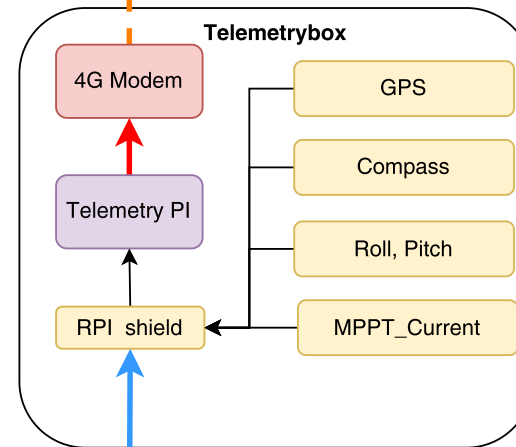 Telemetrybox
4G Modem
GPS
Compass
Telemetry PI
Roll, Pitch
RPI shield
MPPT_Current